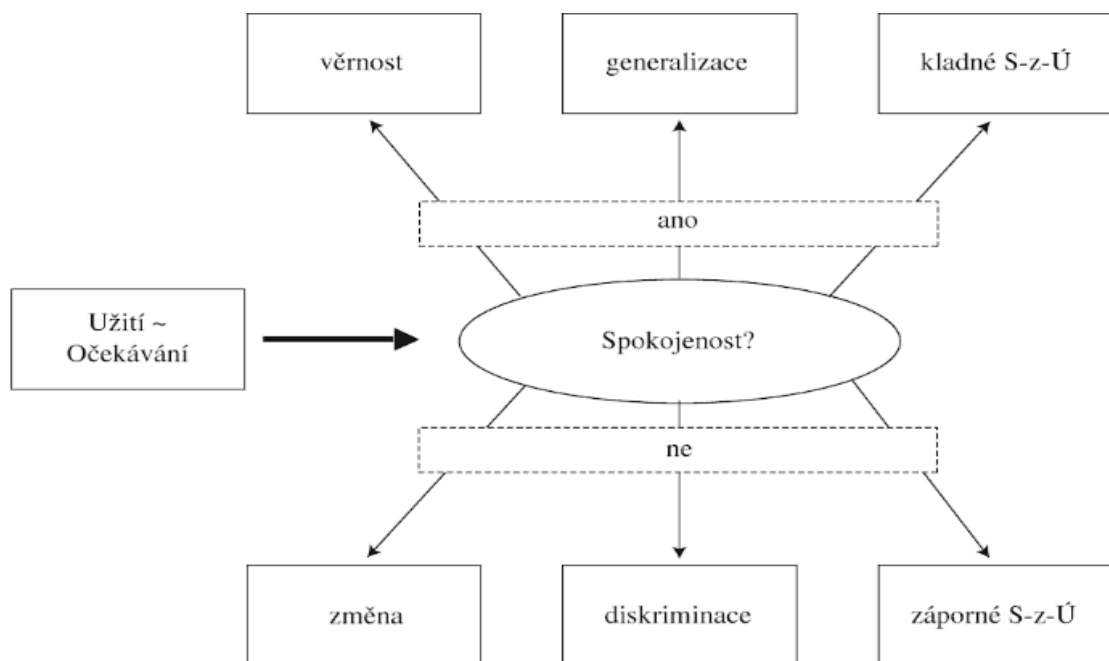 věrnost
generalizace
kladné S-z-Ú
ano
Užití ~
Očekávání
Spokojenost?
ne
změna
diskriminace
záporné S-z-Ú